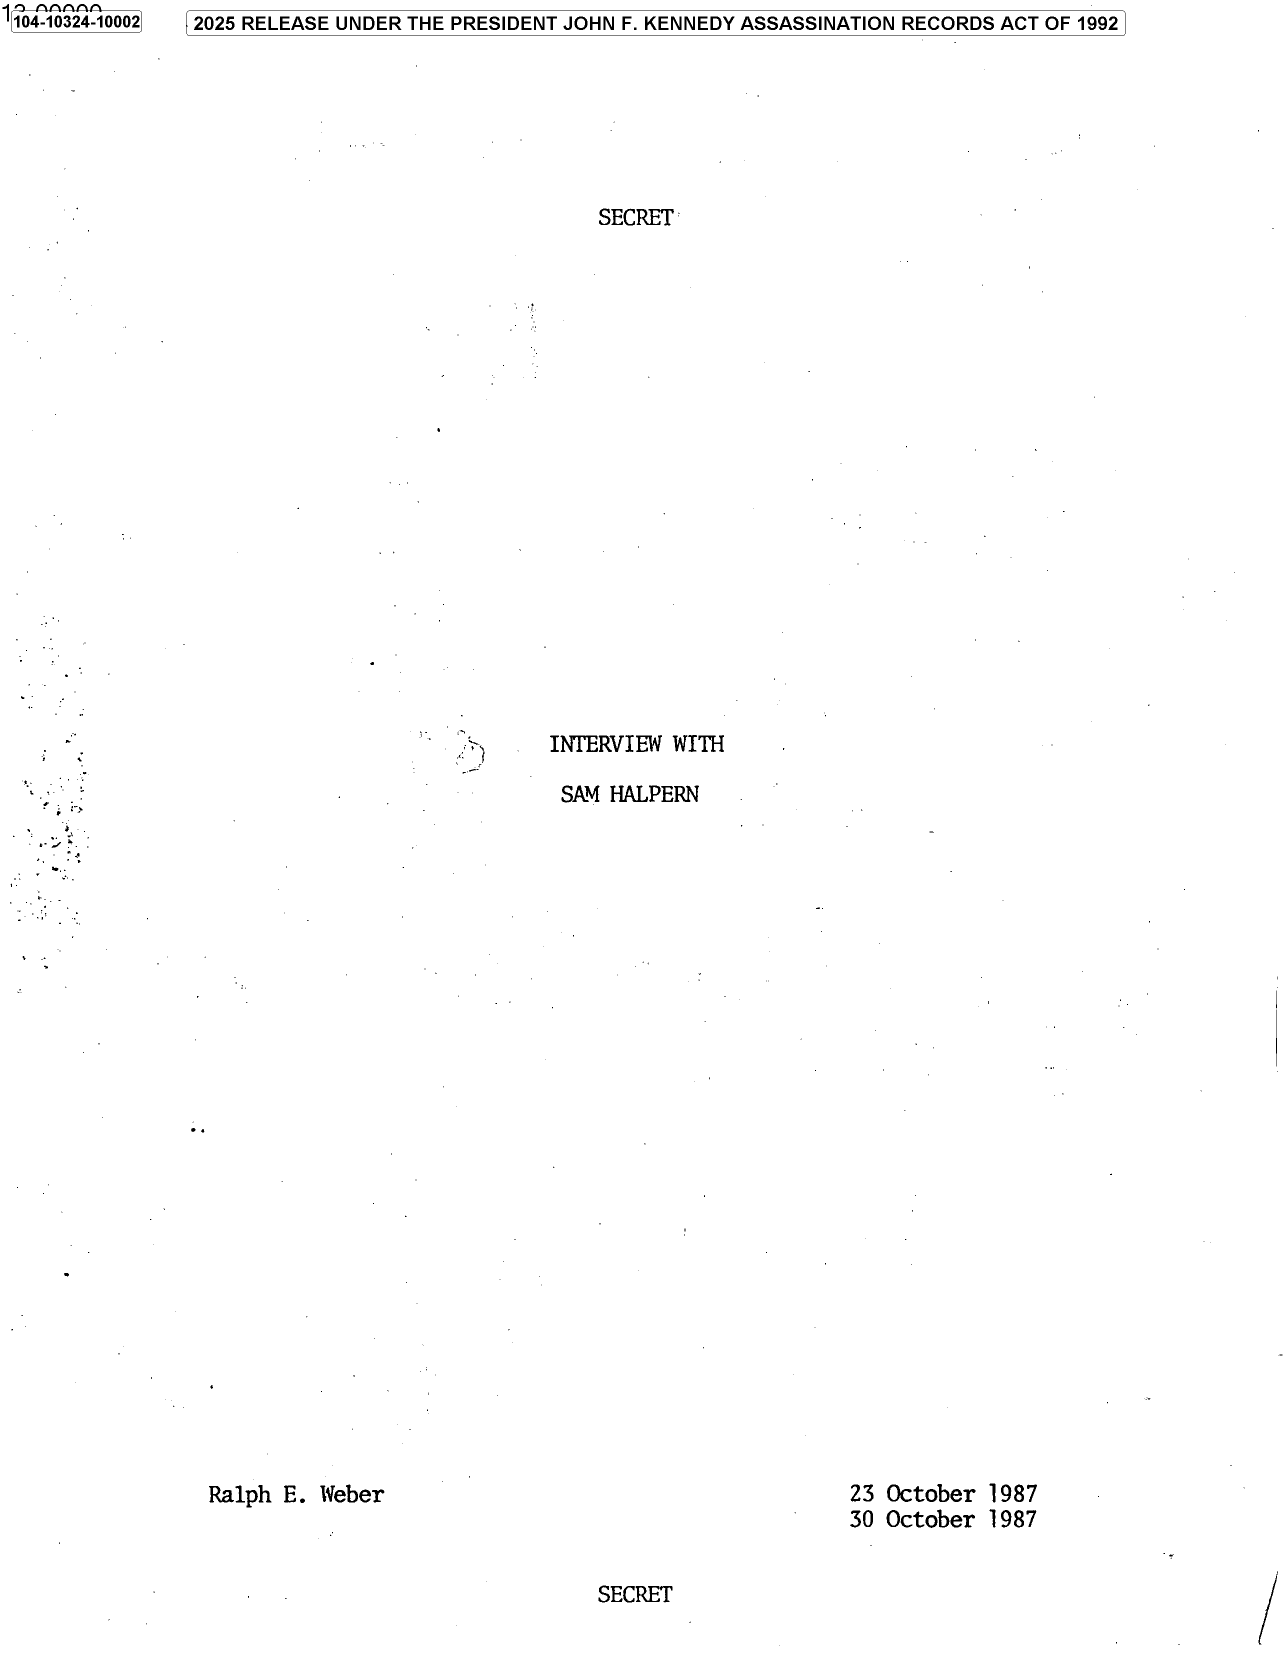 104-10324-10002
2025 RELEASE UNDER THE PRESIDENT JOHN F. KENNEDY ASSASSINATION RECORDS ACT OF 1992
SECRET
INTERVIEW WITH
SAM HALPERN
Ralph E. Weber
23 October 1987
30 October 1987
SECRET